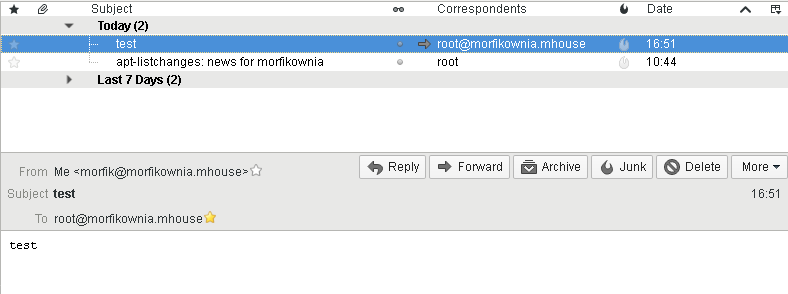 Subject Correspondents Date
Today (2)
test root@morfikownia.mhouse 16:51
apt-listchanges: news for morfikownia root 10:44
Last 7 Days (2)
From Me <morfik@morfikownia.mhouse> Reply Forward Archive Junk Delete More
Subject test 16:51
To root@morfikownia.mhouse
test